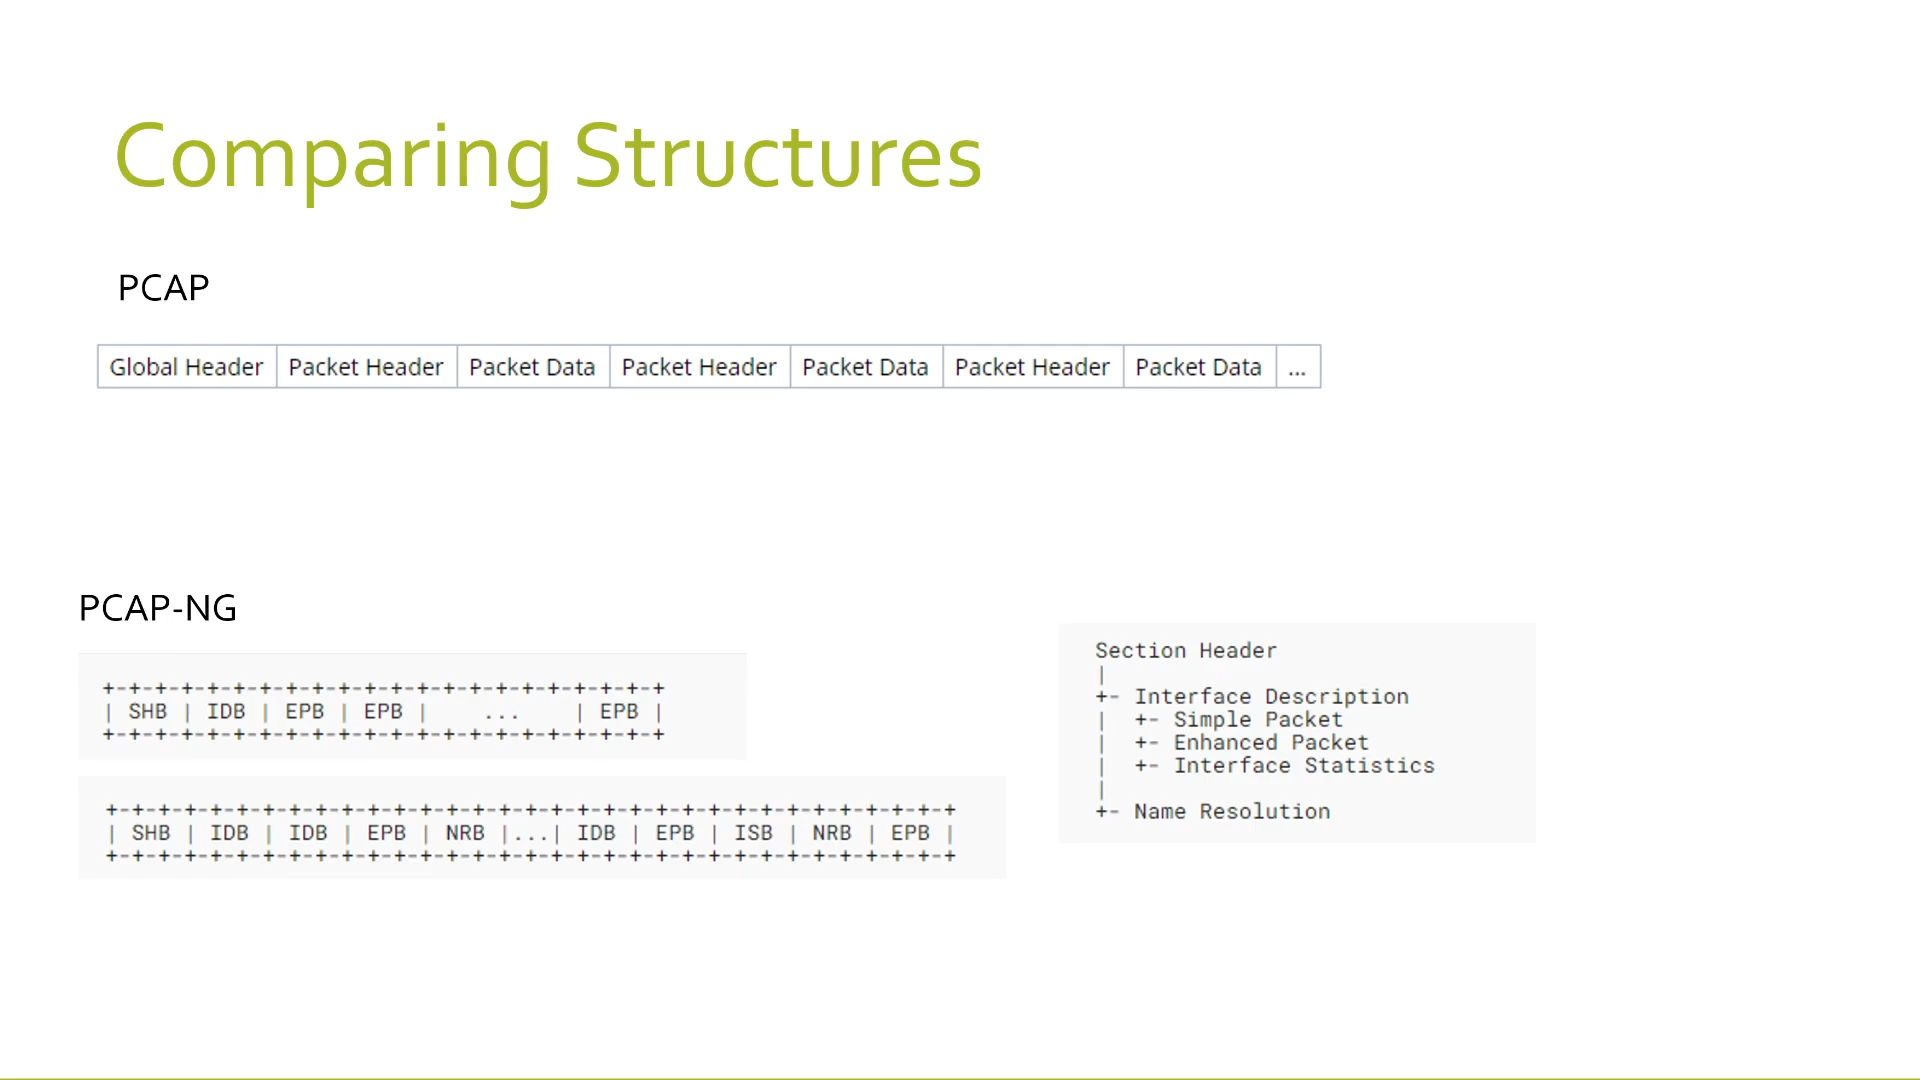 Comparing Structures
PCAP
Global Header Packet Header Packet Data Packet Header Packet Data Packet Header Packet Data ...
PCAP-NG
+-+-+-+-+-+-+-+-+-+-+-+-+-+-+-+-+-+-+-+-+-+
| SHB | IDB | EPB | EPB |    ...    | EPB |
+-+-+-+-+-+-+-+-+-+-+-+-+-+-+-+-+-+-+-+-+-+
+-+-+-+-+-+-+-+-+-+-+-+-+-+-+-+-+-+-+-+-+-+-+-+-+-+-+-+-+-+-+-+-+-+
| SHB | IDB | IDB | EPB | NRB |...| IDB | EPB | ISB | NRB | EPB |
+-+-+-+-+-+-+-+-+-+-+-+-+-+-+-+-+-+-+-+-+-+-+-+-+-+-+-+-+-+-+-+-+-+
Section Header
|
+- Interface Description
|  +- Simple Packet
|  +- Enhanced Packet
|  +- Interface Statistics
|
+- Name Resolution